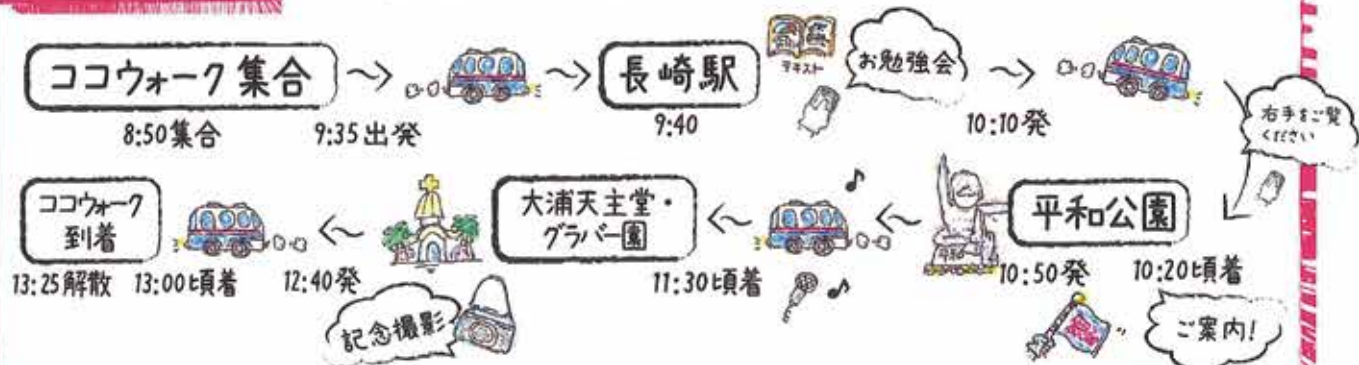 ココウォーク 集合
8:50集合
9:35出発
長崎駅
9:40
テキスト
お勉強会
10:10発
右手をご覧
ください
平和公園
10:20頃着
10:50発
ご案内!
平和
大浦天主堂・
グラバー園
11:30頃着
12:40発
記念撮影
ココウォーク
到着
13:00頃着
13:25解散